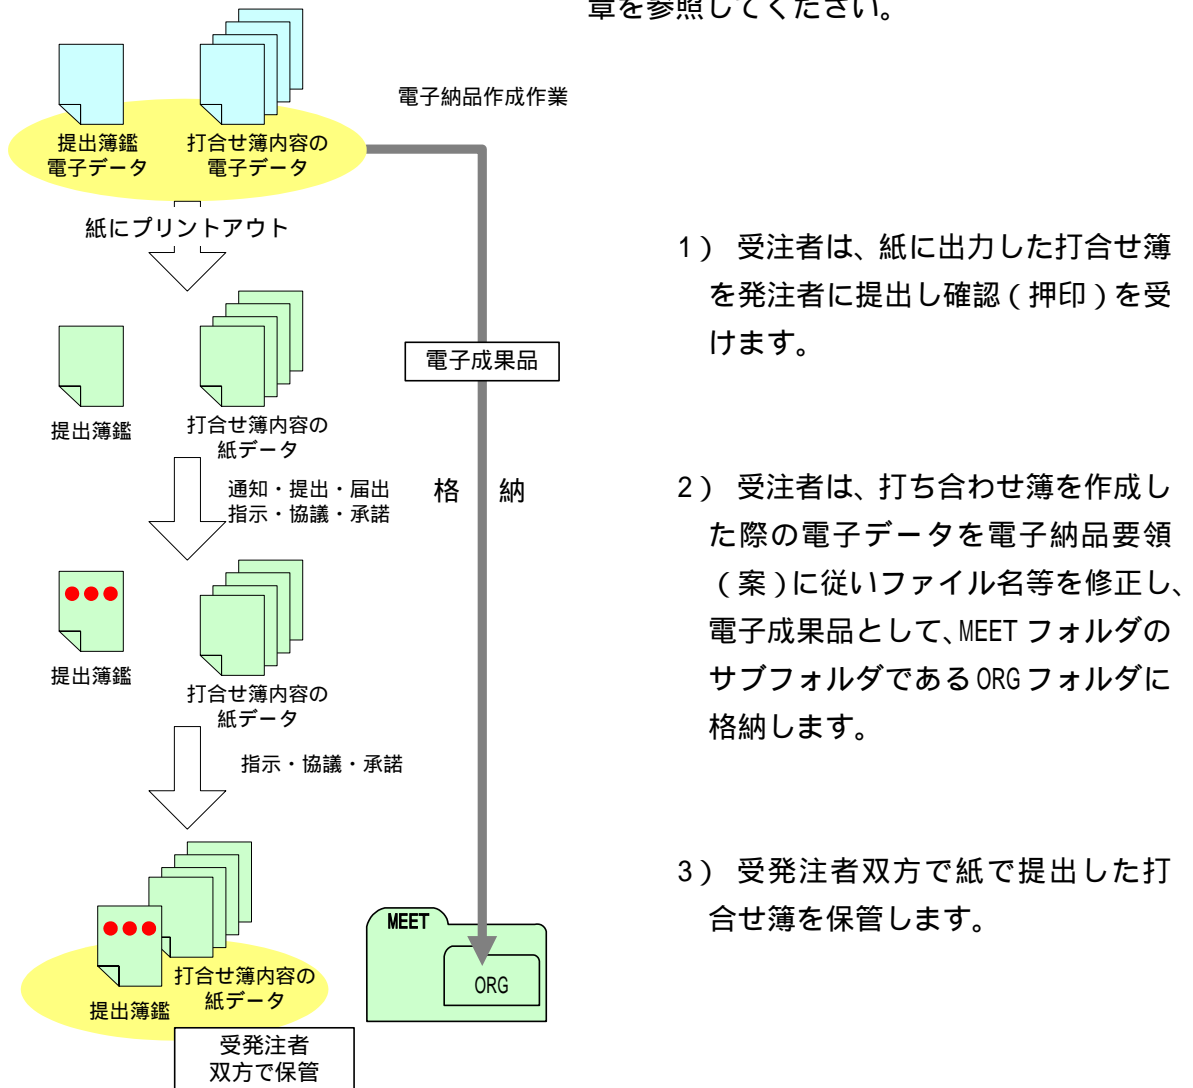 章を参照してください。
電子納品作成作業
提出簿鑑
電子データ
打合せ簿内容の
電子データ
紙にプリントアウト
提出簿鑑
打合せ簿内容の
紙データ
電子成果品
通知・提出・届出
指示・協議・承諾
格 納
提出簿鑑
打合せ簿内容の
紙データ
指示・協議・承諾
打合せ簿内容の
紙データ
提出簿鑑
受発注者
双方で保管
MEET
ORG
1) 受注者は、紙に出力した打合せ簿
を発注者に提出し確認(押印)を受
けます。
2) 受注者は、打ち合わせ簿を作成し
た際の電子データを電子納品要領
(案)に従いファイル名等を修正し、
電子成果品として、MEET フォルダの
サブフォルダである ORG フォルダに
格納します。
3) 受発注者双方で紙で提出した打
合せ簿を保管します。